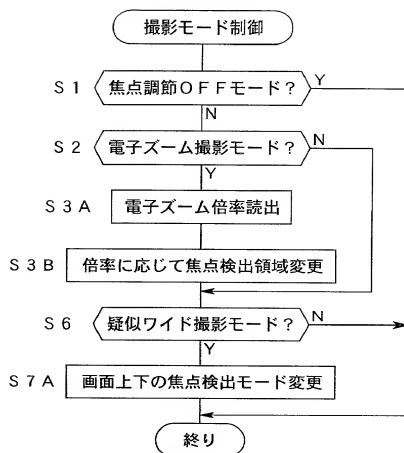 撮影モード制御
S1 焦点調節OFFモード? Y
N
S2 電子ズーム撮影モード? N
Y
S3A 電子ズーム倍率読出
S3B 倍率に応じて焦点検出領域変更
S6 疑似ワイド撮影モード? N
Y
S7A 画面上下の焦点検出モード変更
終り